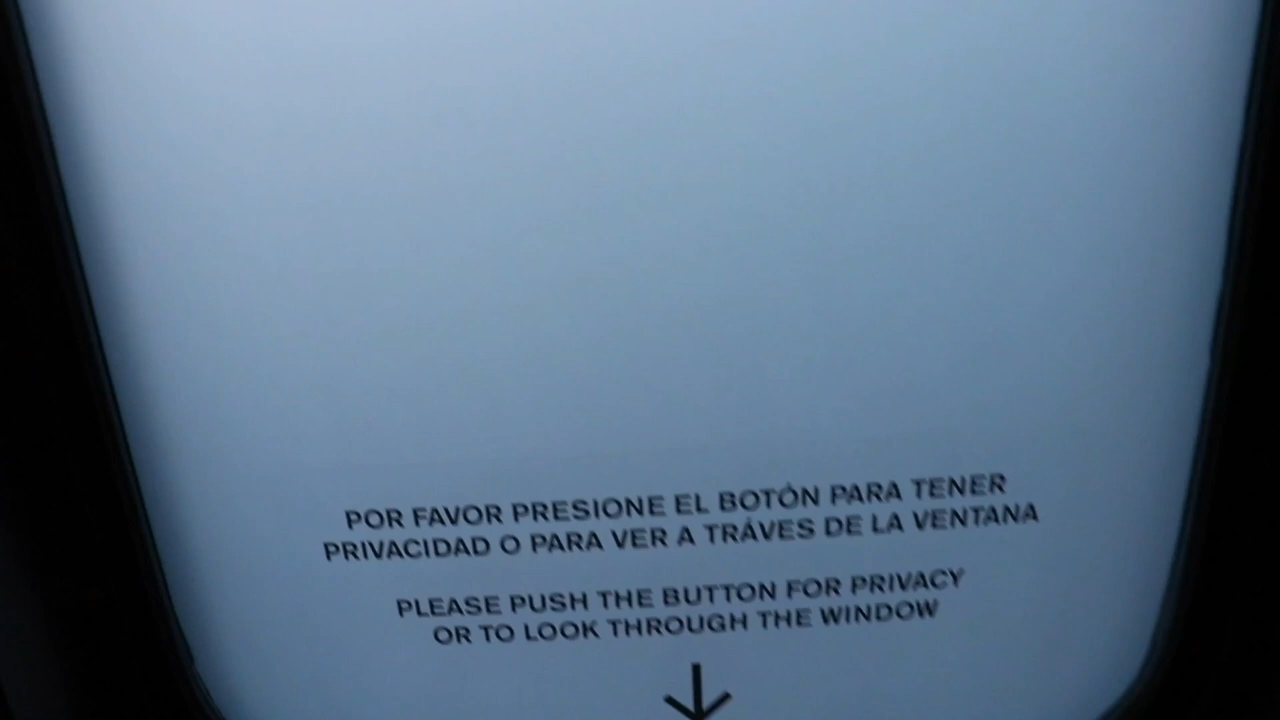 POR FAVOR PRESIONE EL BOTÓN PARA TENER
PRIVACIDAD O PARA VER A TRÁVES DE LA VENTANA
PLEASE PUSH THE BUTTON FOR PRIVACY
OR TO LOOK THROUGH THE WINDOW